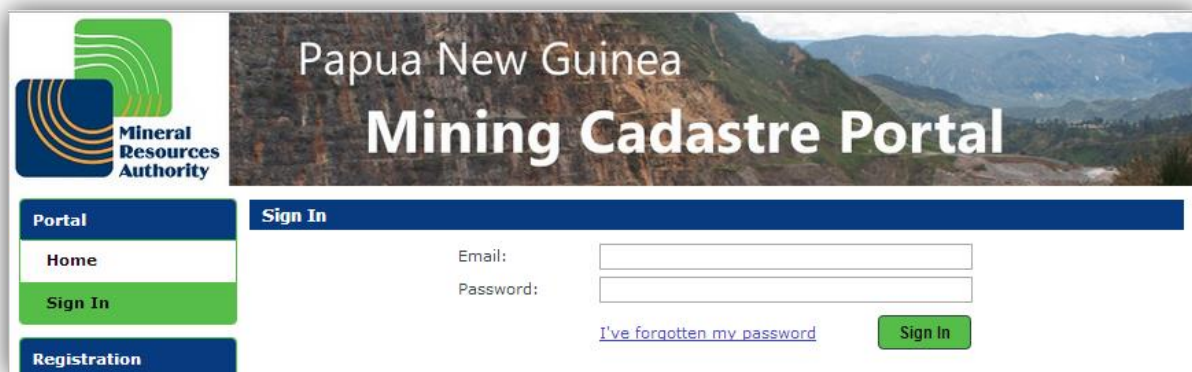 Papua New Guinea
Mining Cadastre Portal
Mineral
Resources
Authority
Portal
Home
Sign In
Registration
Sign In
Email:
Password:
I've forgotten my password
Sign In